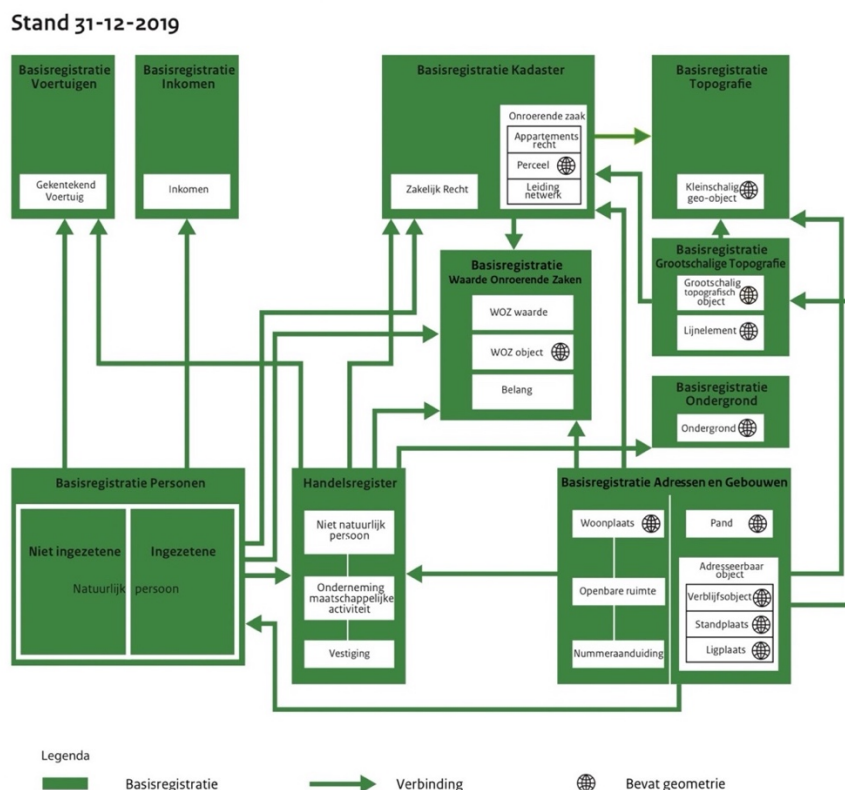 Stand 31-12-2019
Basisregistratie
Voertuigen
Gekentekend
Voertuig
Basisregistratie
Inkomen
Inkomen
Basisregistratie Kadaster
Zakelijk Recht
Onroerende zaak
Appartements
recht
Perceel
Leiding
netwerk
Basisregistratie
Topografie
Kleinschalig
geo-object
Basisregistratie
Waarde Onroerende Zaken
WOZ waarde
WOZ object
Belang
Basisregistratie
Grootschalige Topografie
Grootschalig
topografisch
object
Lijnelement
Basisregistratie
Ondergrond
Ondergrond
Basisregistratie Personen
Niet ingezetene
Ingezetene
Natuurlijk persoon
Handelsregister
Niet natuurlijk
persoon
Onderneming
maatschappelijke
activiteit
Vestiging
Basisregistratie Adressen en Gebouwen
Woonplaats
Openbare ruimte
Nummeraanduiding
Pand
Adresseerbaar
object
Verblijfsobject
Standplaats
Ligplaats
Legenda
Basisregistratie
Verbinding
Bevat geometrie